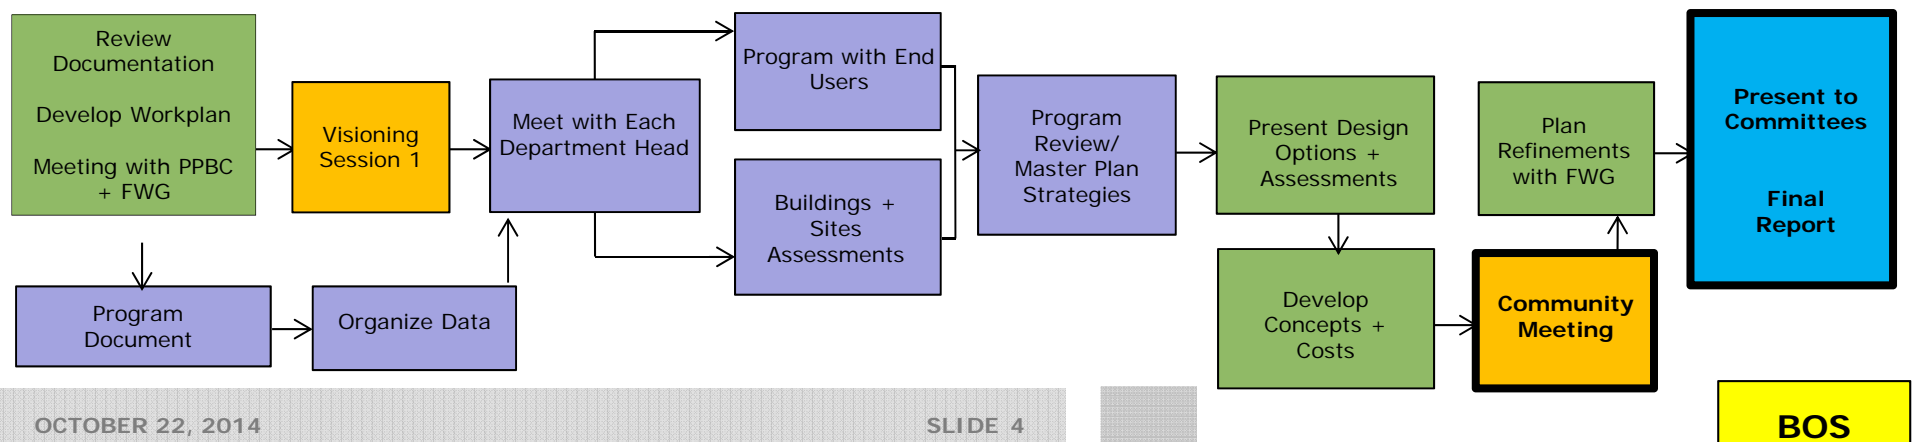 Review
Documentation
Develop Workplan
Meeting with PPBC
+ FWG
Program
Document
Organize Data
Visioning
Session 1
Meet with Each
Department Head
Program with End
Users
Buildings +
Sites
Assessments
Program
Review/
Master Plan
Strategies
Present Design
Options +
Assessments
Develop
Concepts +
Costs
Community
Meeting
Plan
Refinements
with FWG
Present to
Committees
Final
Report
OCTOBER 22, 2014
SLIDE 4
BOS